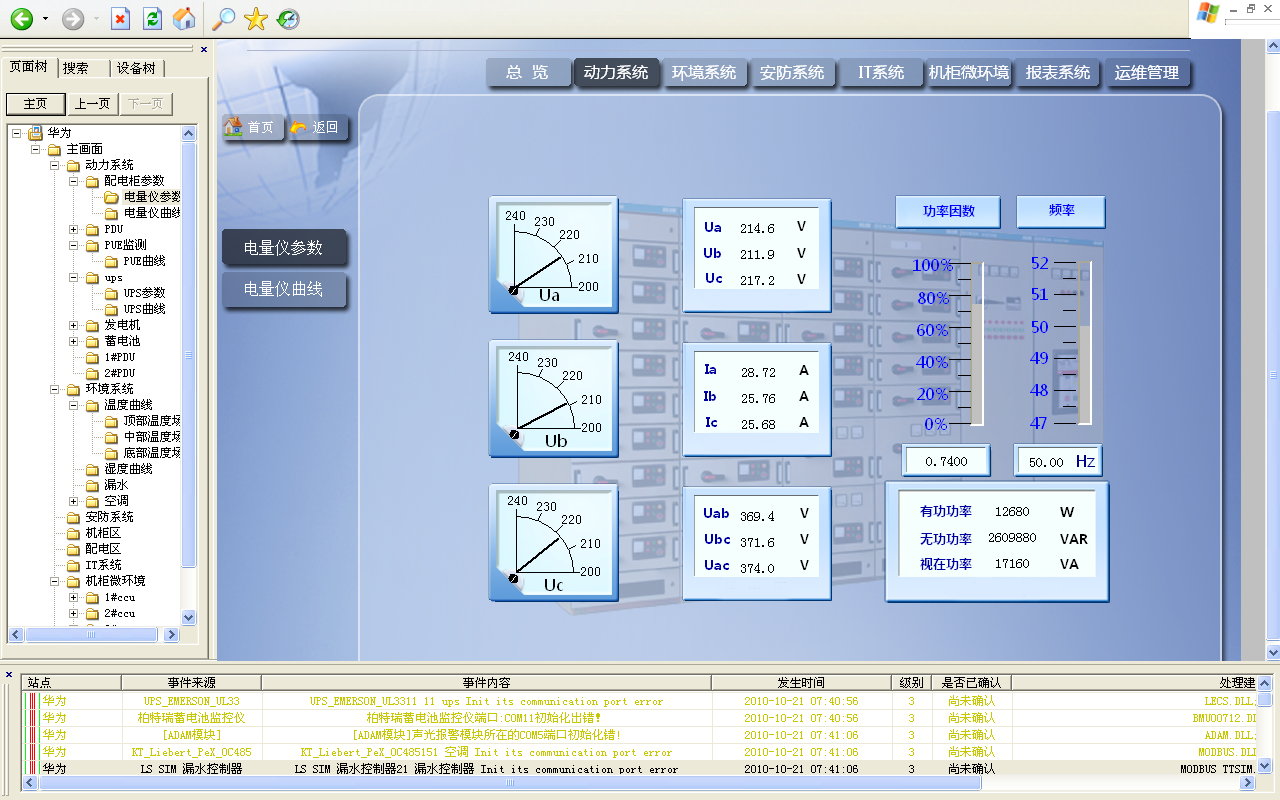 总 览
动力系统
环境系统
安防系统
IT系统
机柜微环境
报表系统
运维管理
页面树
搜索
设备树
主页
上一页
下一页
华为
主画面
动力系统
配电柜参数
电量仪参数
电量仪曲线
PDU
PUE监测
PUE曲线
ups
UPS参数
UPS曲线
发电机
蓄电池
1#PDU
2#PDU
环境系统
温度曲线
顶部温度场
中部温度场
底部温度场
湿度曲线
漏水
空调
安防系统
机柜区
配电区
IT系统
机柜微环境
1#ccu
2#ccu
首页
返回
电量仪参数
电量仪曲线
240
230
220
210
200
Ua
240
230
220
210
200
Ub
240
230
220
210
200
Uc
Ua 214.6 V
Ub 211.9 V
Uc 217.2 V
Ia 28.72 A
Ib 25.76 A
Ic 25.68 A
Uab 369.4 V
Ubc 371.6 V
Uac 374.0 V
功率因数
100%
80%
60%
40%
20%
0%
0.7400
频率
52
51
50
49
48
47
50.00 Hz
有功功率 12680 W
无功功率 2609880 VAR
视在功率 17160 VA
站点 事件来源 事件内容 发生时间 级别 是否已确认 处理建
华为 UPS_EMERSON_UL33 UPS_EMERSON_UL3311 11 ups Init its communication port error 2010-10-21 07:40:56 3 尚未确认 LECS.DLL;
华为 柏特瑞蓄电池监控仪 柏特瑞蓄电池监控仪端口:COM11初始化出错! 2010-10-21 07:40:56 3 尚未确认 BMU00712.Dl
华为 [ADAM模块] [ADAM模块]声光报警模块所在的COM5端口初始化错! 2010-10-21 07:41:06 3 尚未确认 ADAM.DLL;
华为 KT_Liebert_PeX_OC485 KT_Liebert_PeX_OC485151 空调 Init its communication port error 2010-10-21 07:41:06 3 尚未确认 MODBUS.DLL
华为 LS SIM 漏水控制器 LS SIM 漏水控制器21 漏水控制器 Init its communication port error 2010-10-21 07:41:06 3 尚未确认 MODBUS TTSIM.